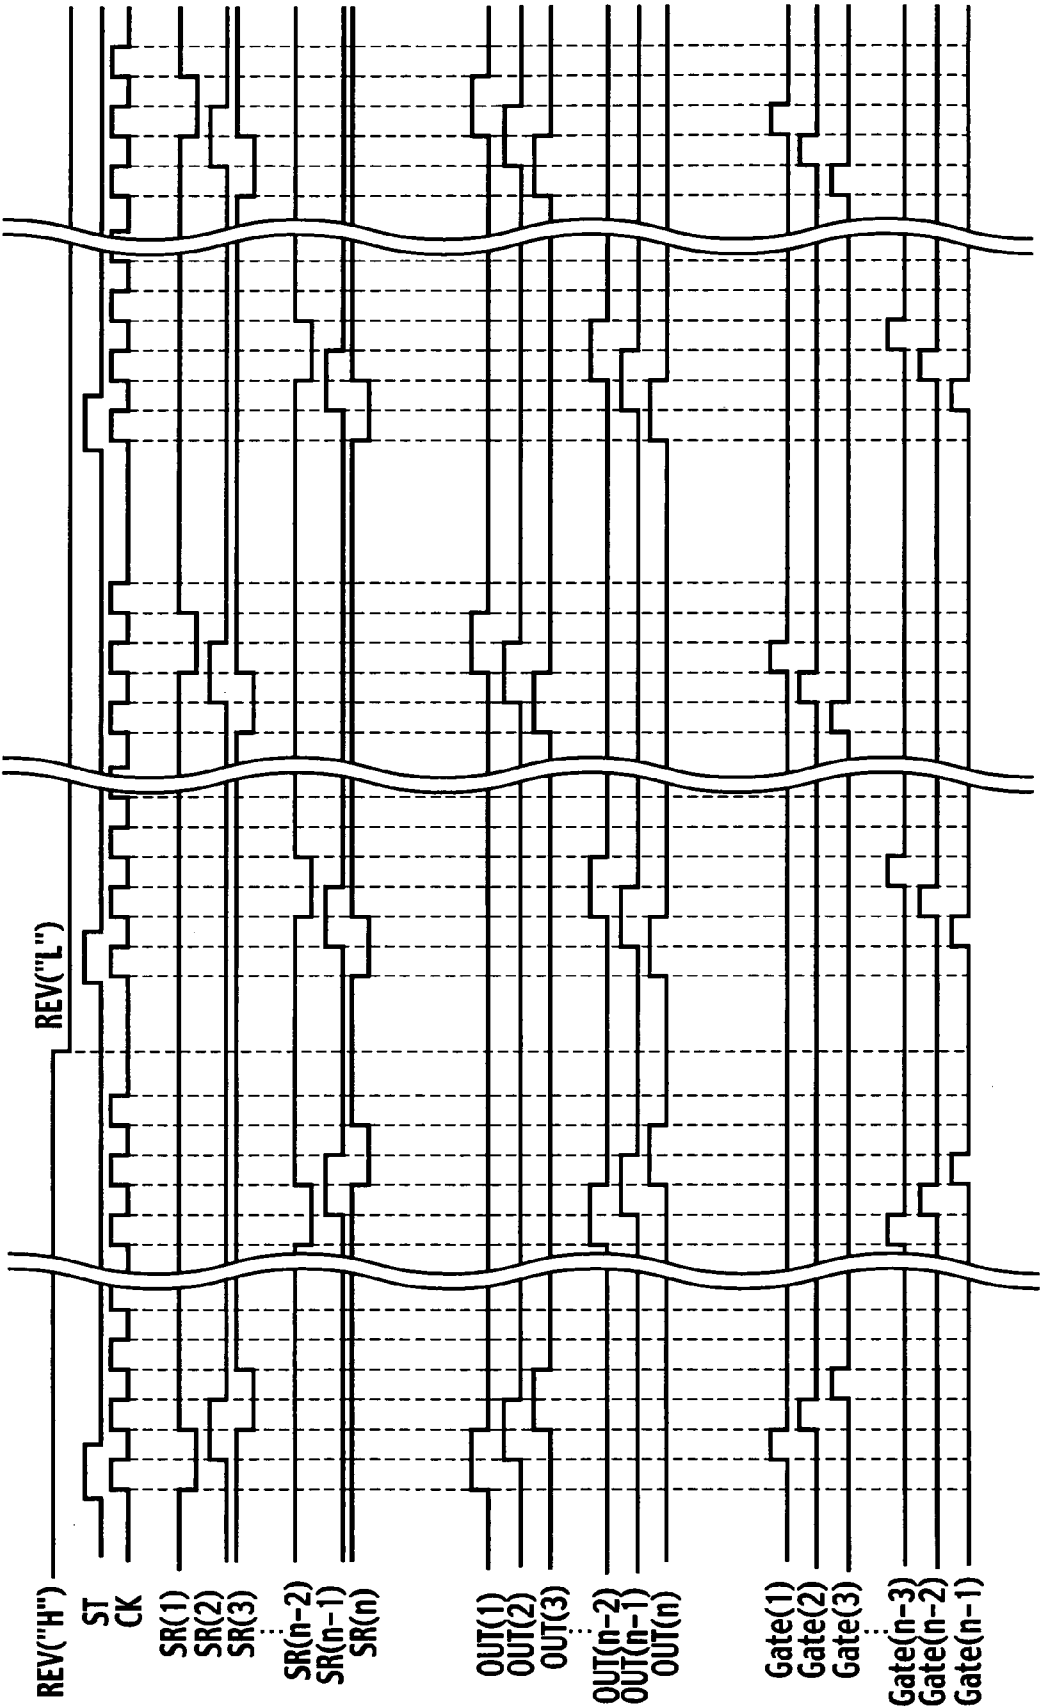 REV("H")
REV("L")
ST
CK
SR(1)
SR(2)
SR(3)
SR(n-2)
SR(n-1)
SR(n)
OUT(1)
OUT(2)
OUT(3)
OUT(n-2)
OUT(n-1)
OUT(n)
Gate(1)
Gate(2)
Gate(3)
Gate(n-3)
Gate(n-2)
Gate(n-1)